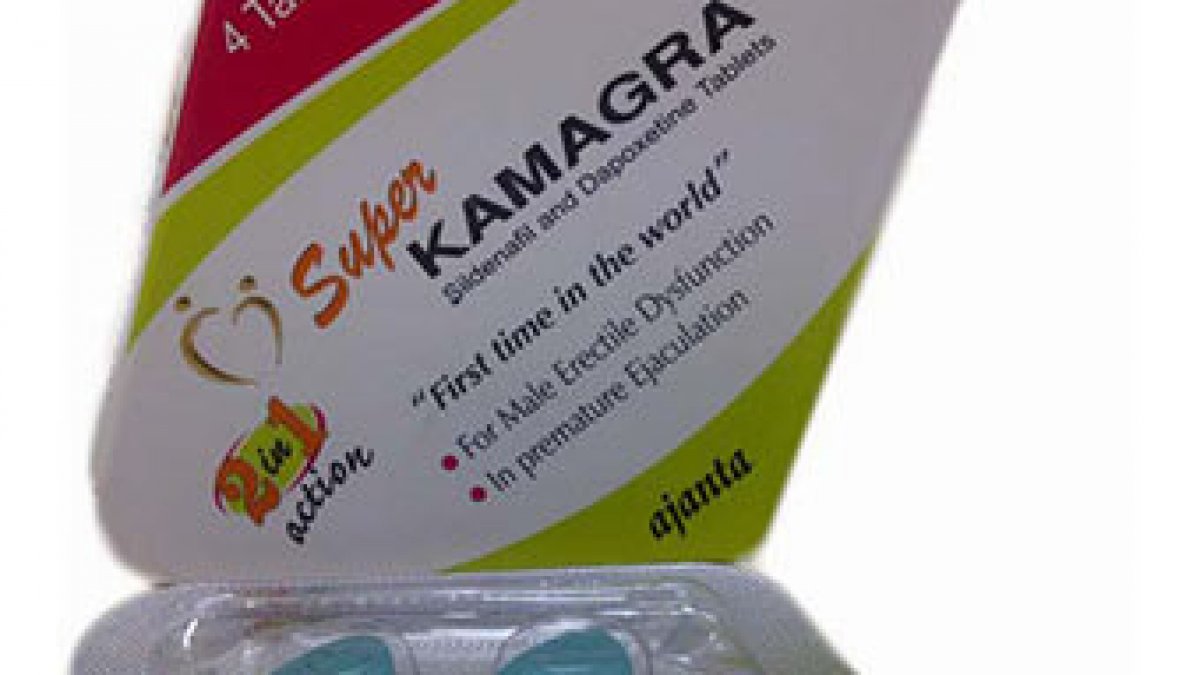 4 Ta
Super
KAMAGRA
Sildenafil and Dapoxetine Tablets
"First time in the world"
• For Male Erectile Dysfunction
• In premature Ejaculation
2 in 1
action
ajanta